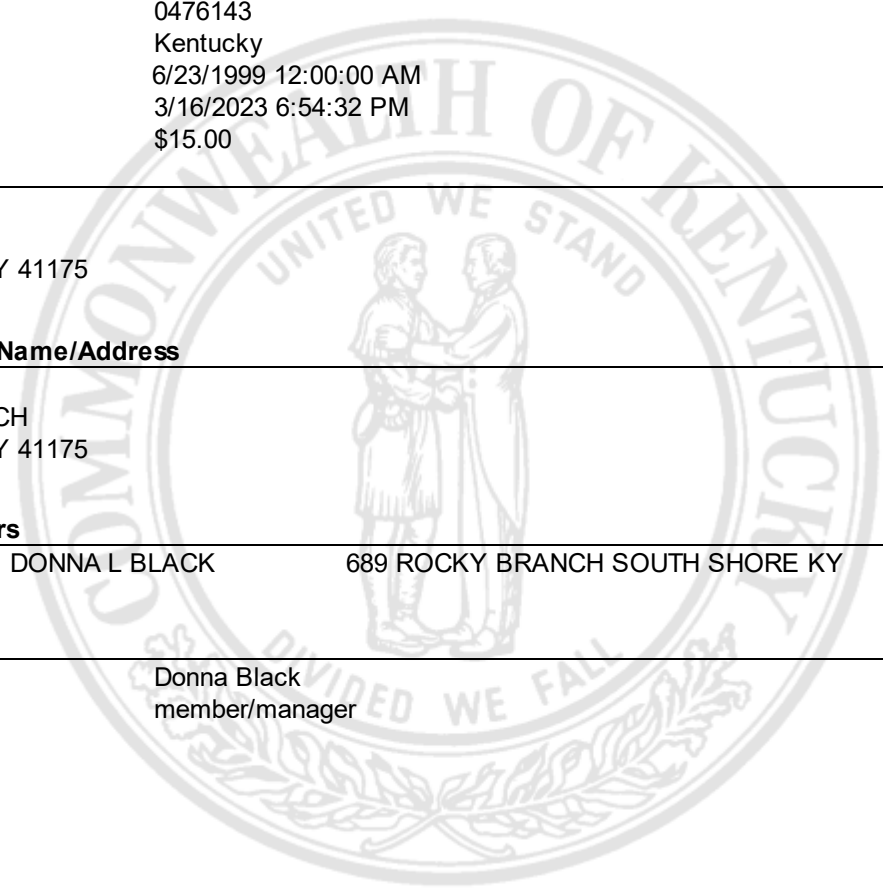 0476143
Kentucky
6/23/1999 12:00:00 AM
3/16/2023 6:54:32 PM
$15.00
COMMONWEALTH OF KENTUCKY
UNITED WE STAND
Y 41175
Name/Address
CH
Y 41175
rs
DONNA L BLACK 689 ROCKY BRANCH SOUTH SHORE KY
Donna Black
member/manager
DIVIDED WE FALL